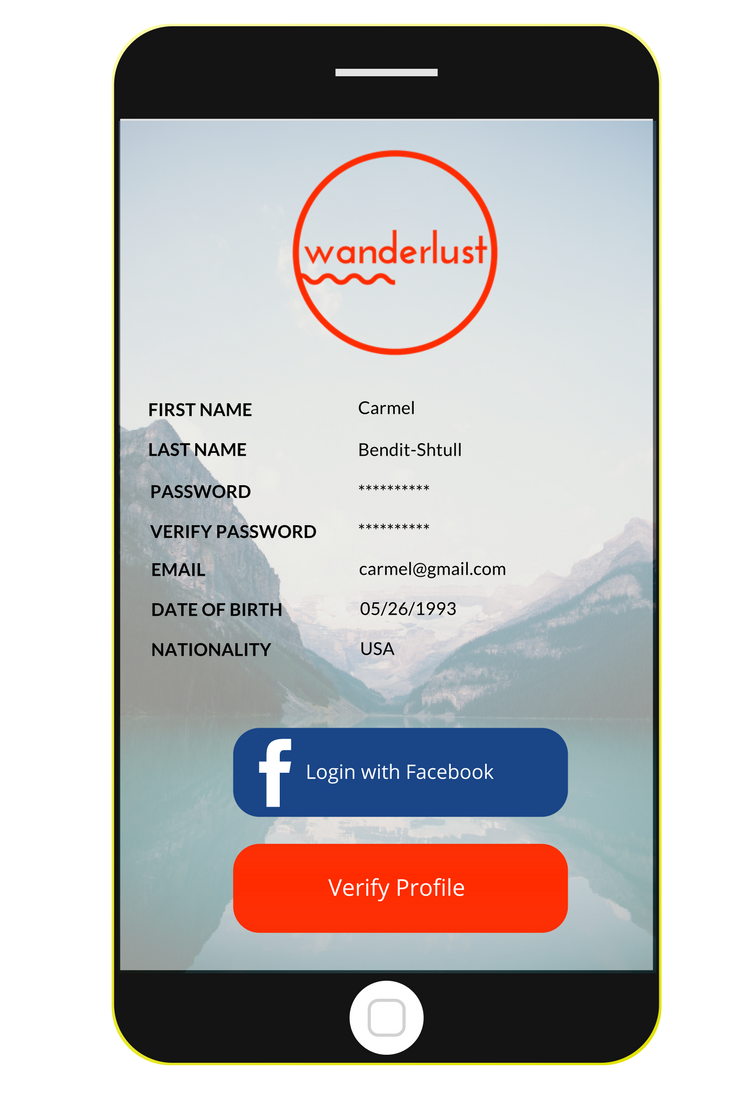 wanderlust
FIRST NAME Carmel
LAST NAME Bendit-Shtull
PASSWORD **********
VERIFY PASSWORD **********
EMAIL carmel@gmail.com
DATE OF BIRTH 05/26/1993
NATIONALITY USA
f Login with Facebook
Verify Profile